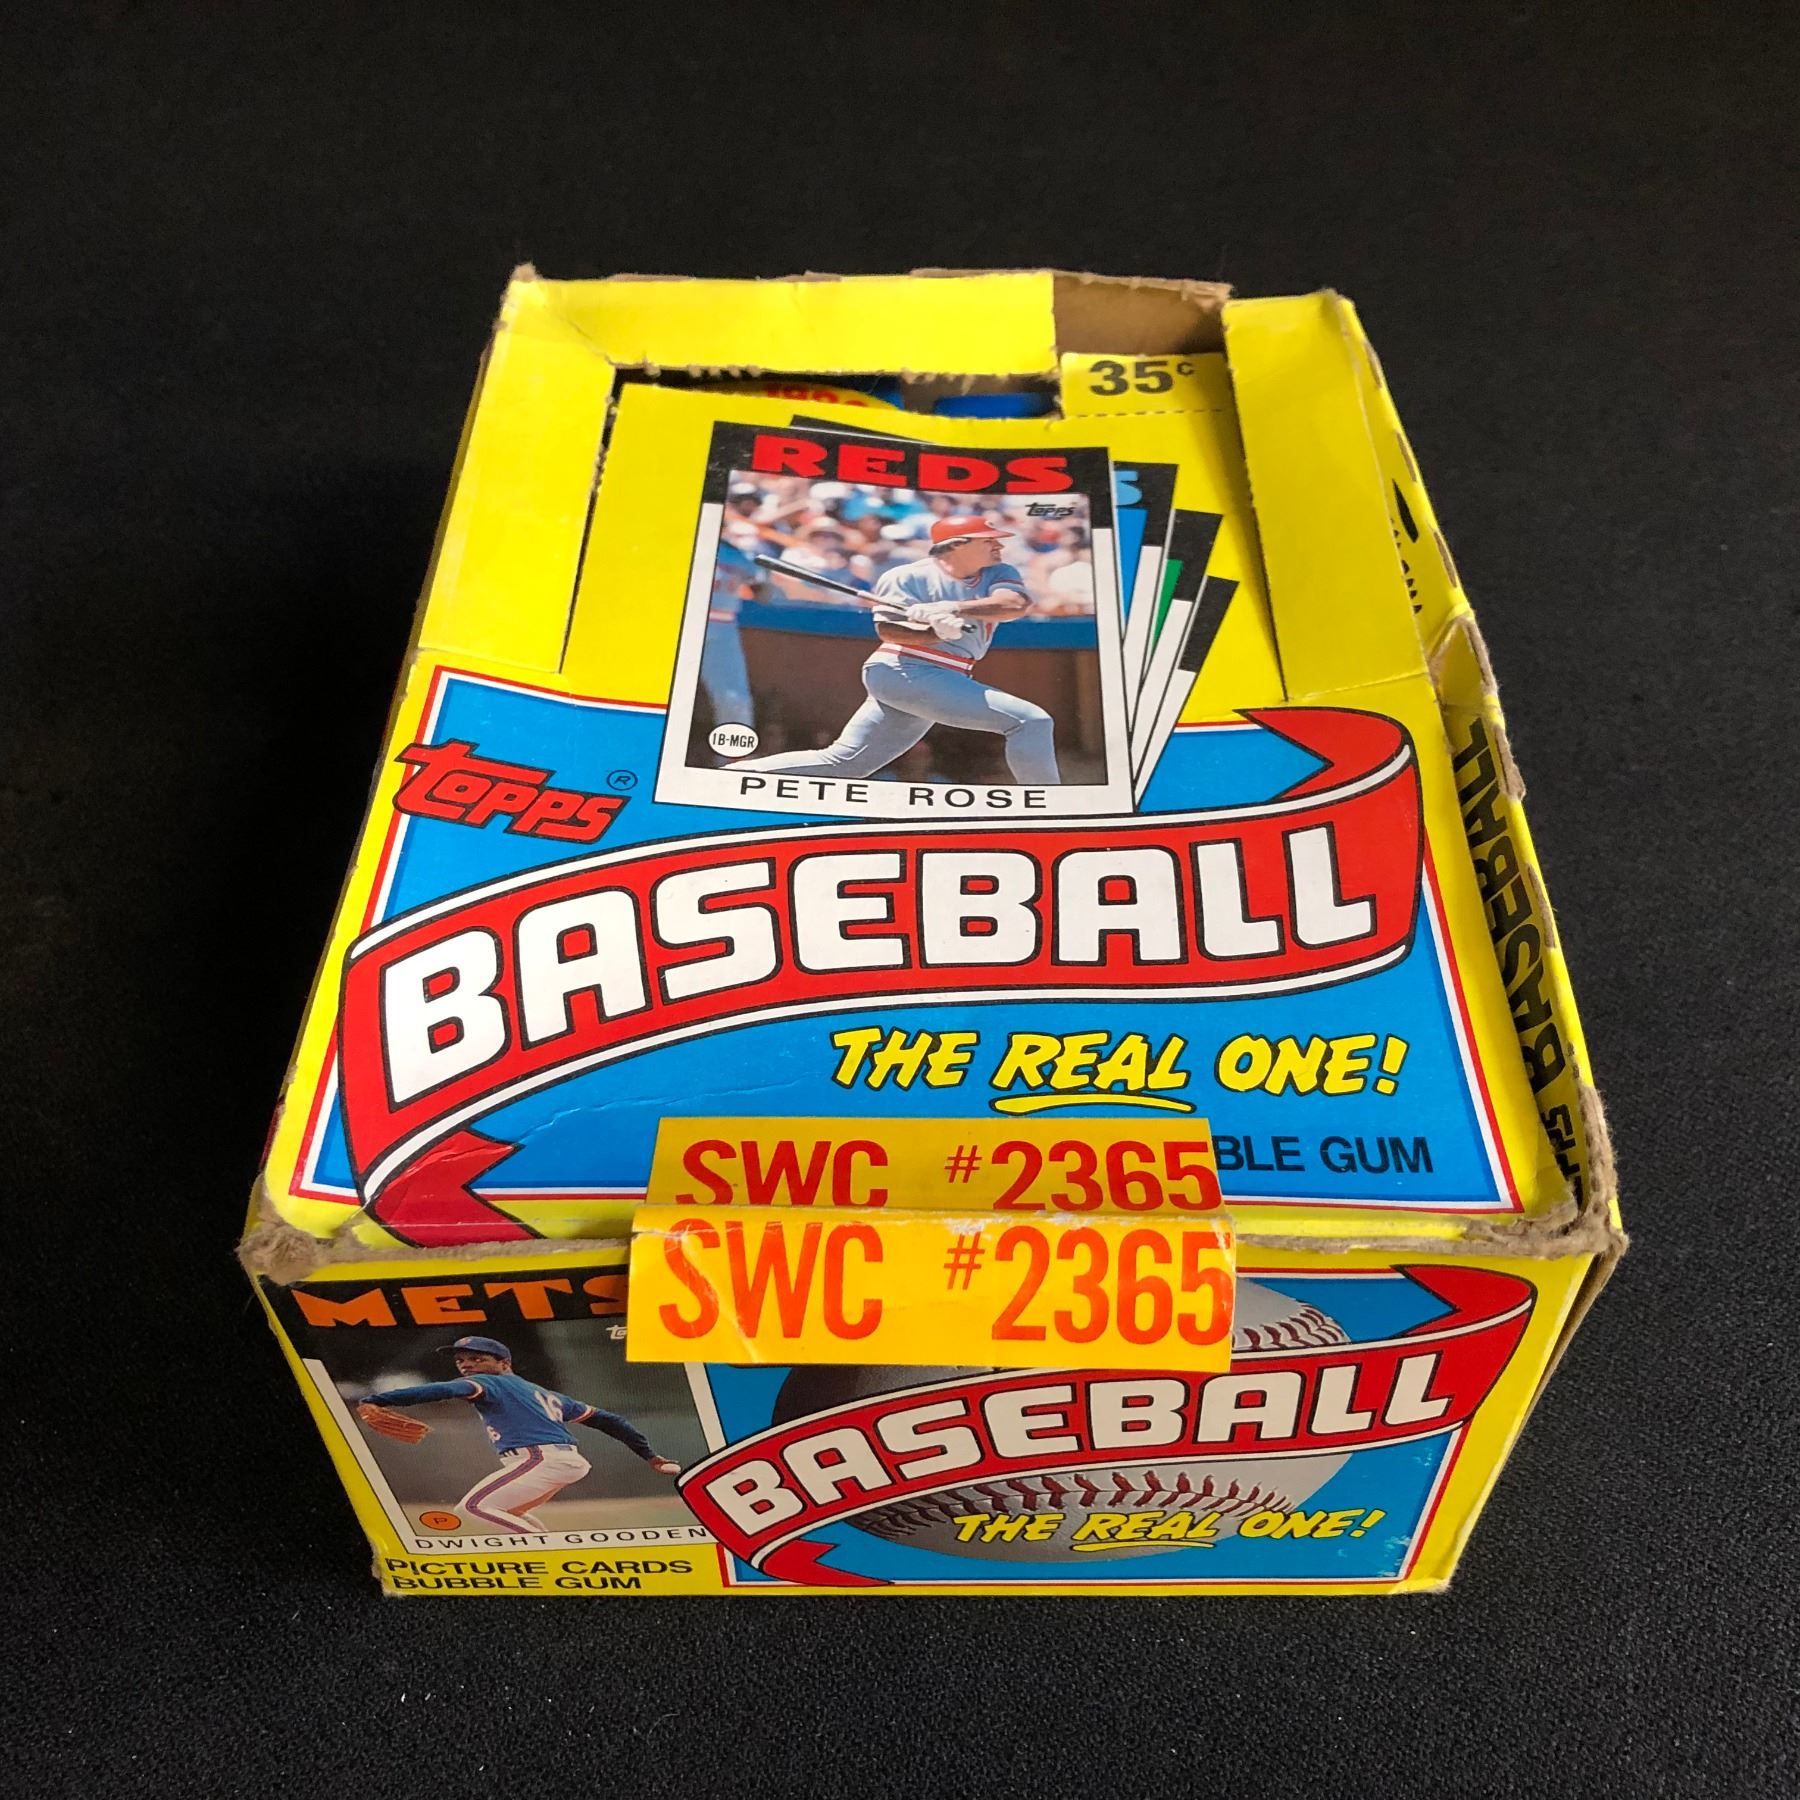 35¢
REDS
topps
1B-MGR
PETE ROSE
topps®
BASEBALL
THE REAL ONE!
BLE GUM
SWC #2365
SWC #2365
METS
DWIGHT GOODEN
P
PICTURE CARDS
BUBBLE GUM
BASEBALL
THE REAL ONE!
BASEBALL
BASEBALL